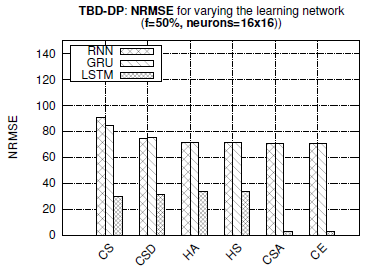 TBD-DP: NRMSE for varying the learning network
(f=50%, neurons=16x16))
RNN
GRU
LSTM
NRMSE
140
120
100
80
60
40
20
0
CS
CSD
HA
HS
CSA
CE